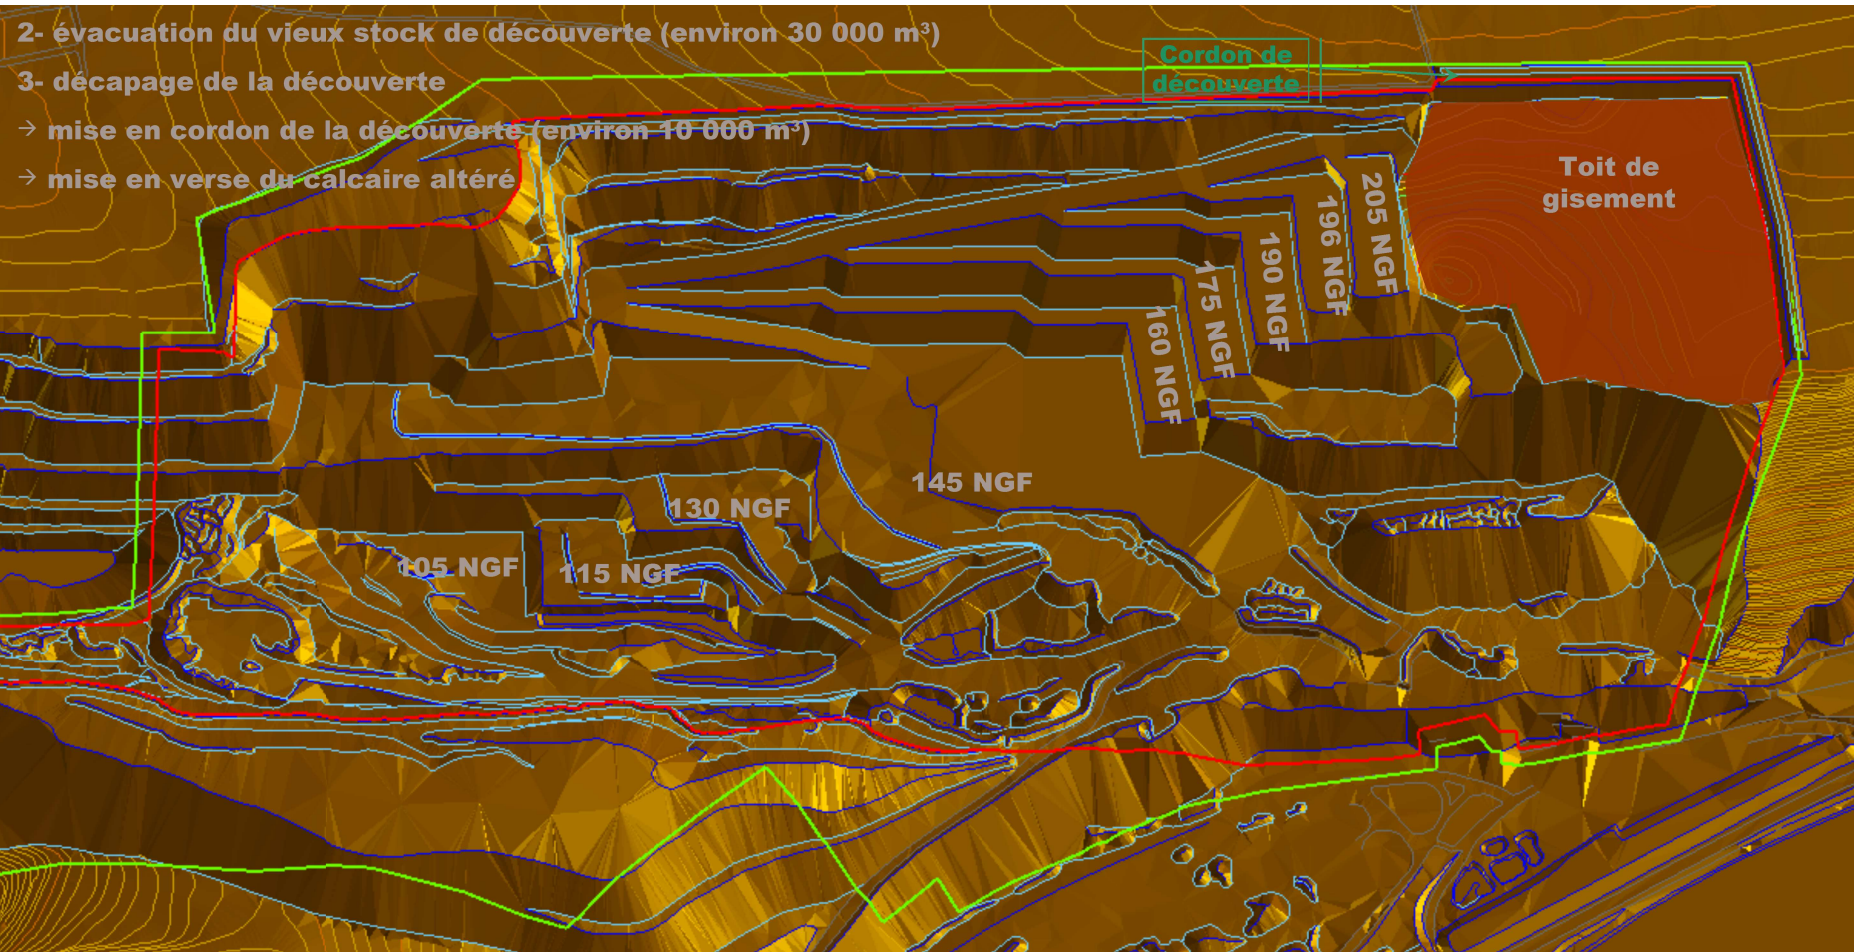 2- évacuation du vieux stock de découverte (environ 30 000 m³)
3- décapage de la découverte
→ mise en cordon de la découverte (environ 10 000 m³)
→ mise en verse du calcaire altéré
Cordon de
découverte
Toit de
gisement
205 NGF
196 NGF
190 NGF
175 NGF
160 NGF
145 NGF
130 NGF
115 NGF
105 NGF